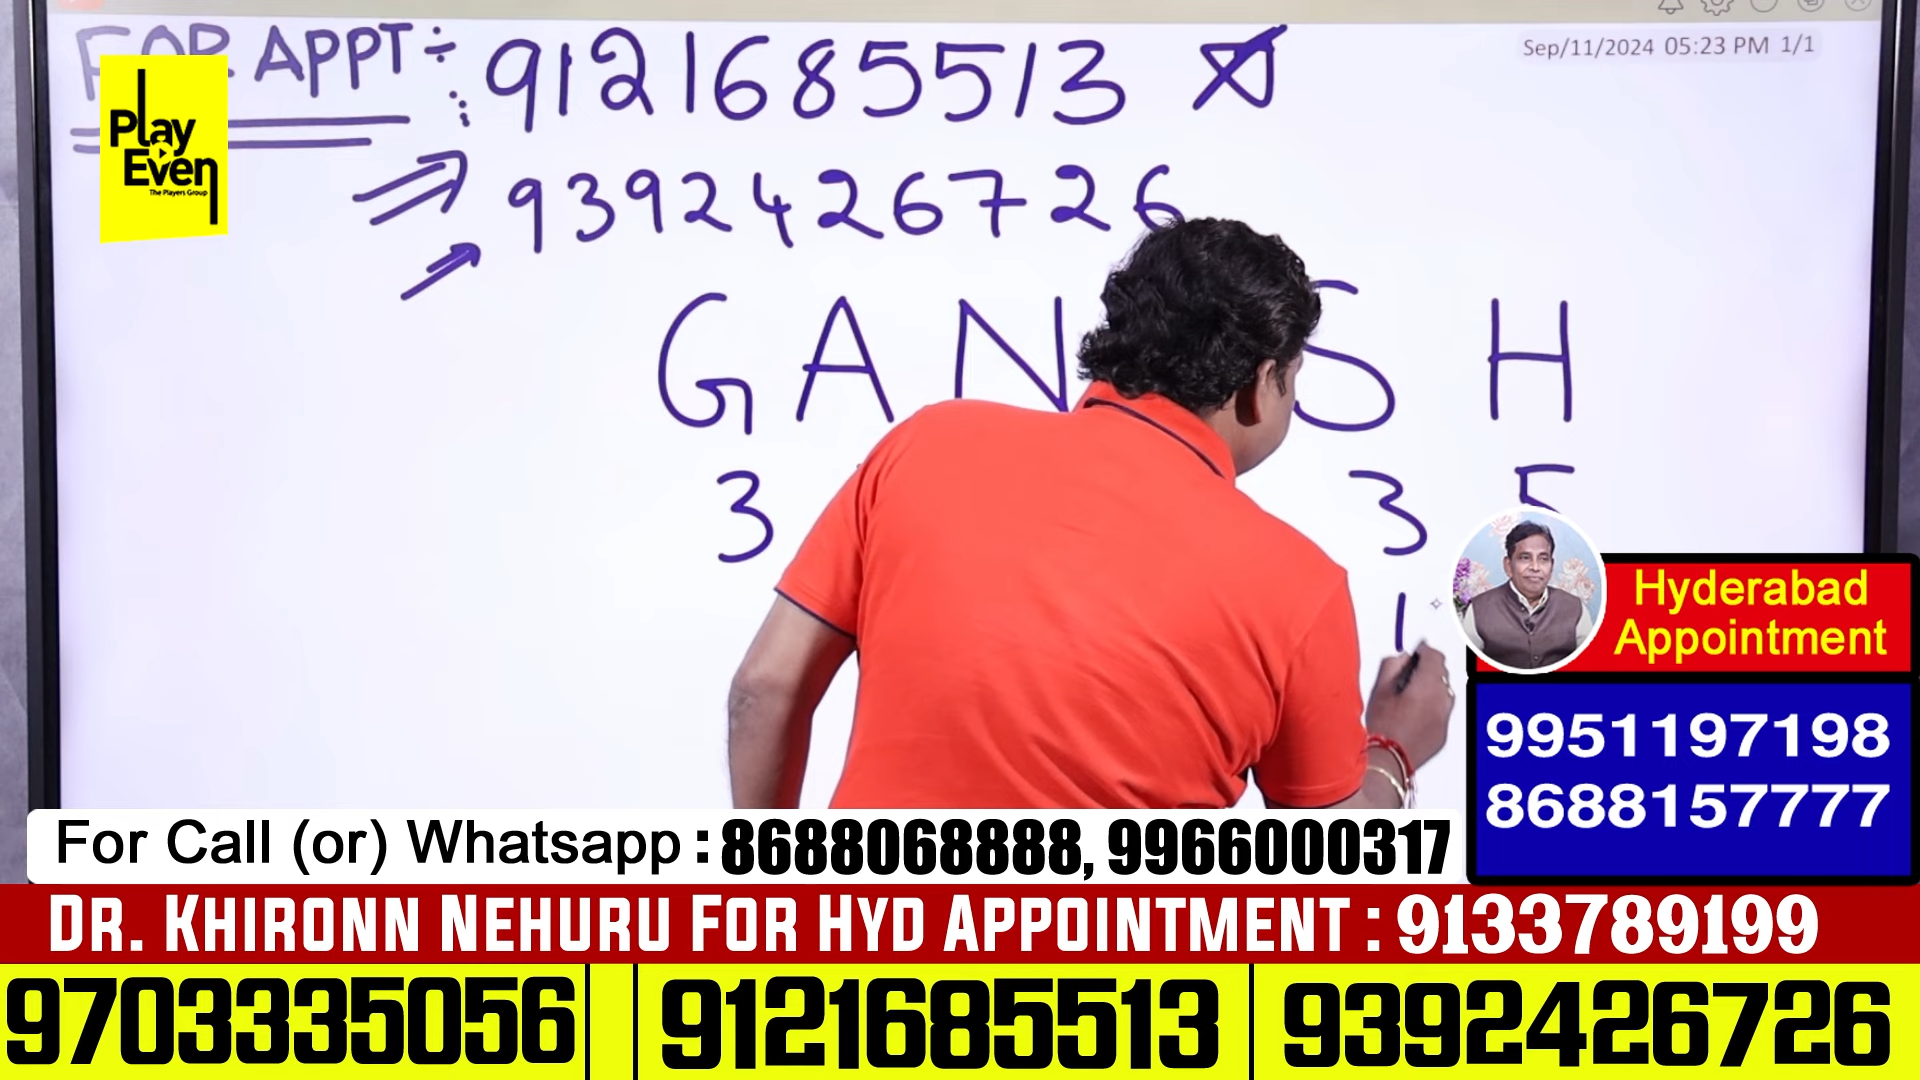 FOR APPT ÷ 9121685513
Sep/11/2024 05:23 PM 1/1
Play
Even
The Players Group
9392426726
G A N S H
3 3 5
1
Hyderabad
Appointment
9951197198
8688157777
For Call (or) Whatsapp : 8688068888, 9966000317
Dr. Khironn Nehuru For Hyd Appointment : 9133789199
9703335056 9121685513 9392426726